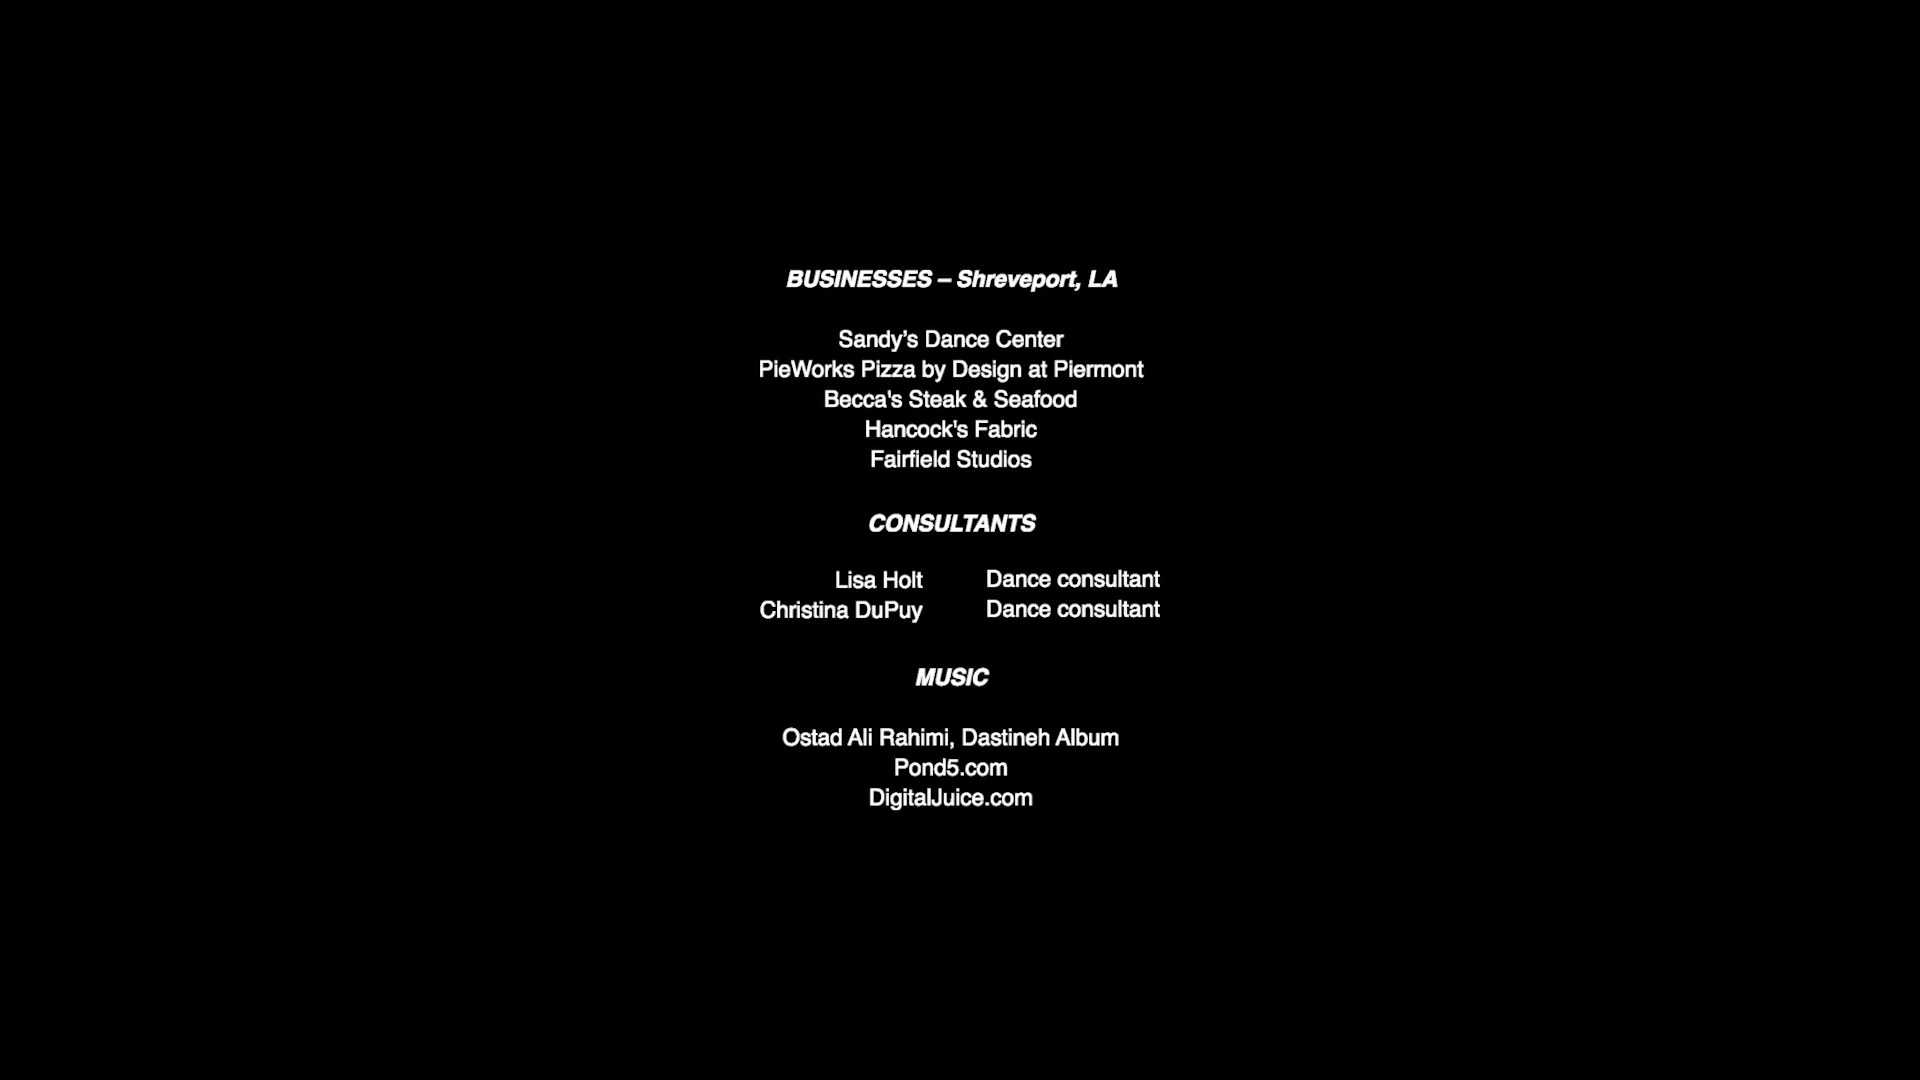 BUSINESSES – Shreveport, LA
Sandy’s Dance Center
PieWorks Pizza by Design at Piermont
Becca's Steak & Seafood
Hancock's Fabric
Fairfield Studios
CONSULTANTS
Lisa Holt Dance consultant
Christina DuPuy Dance consultant
MUSIC
Ostad Ali Rahimi, Dastineh Album
Pond5.com
DigitalJuice.com